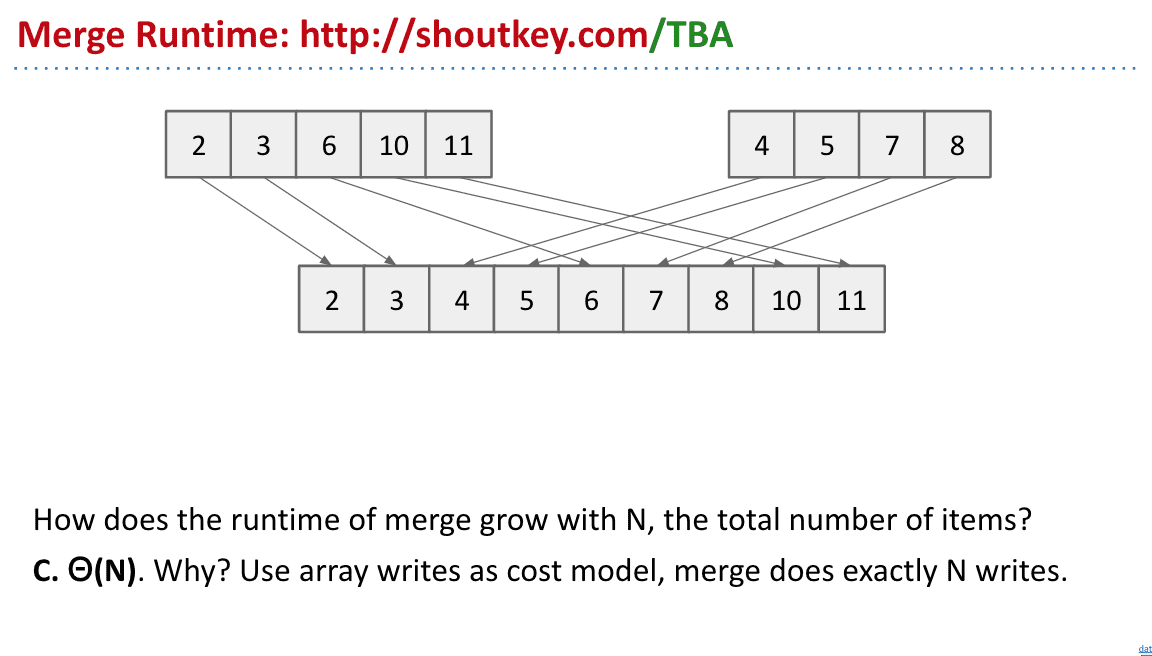 Merge Runtime: http://shoutkey.com/TBA
2 3 6 10 11 4 5 7 8
2 3 4 5 6 7 8 10 11
How does the runtime of merge grow with N, the total number of items?
C. Θ(N). Why? Use array writes as cost model, merge does exactly N writes.
dat